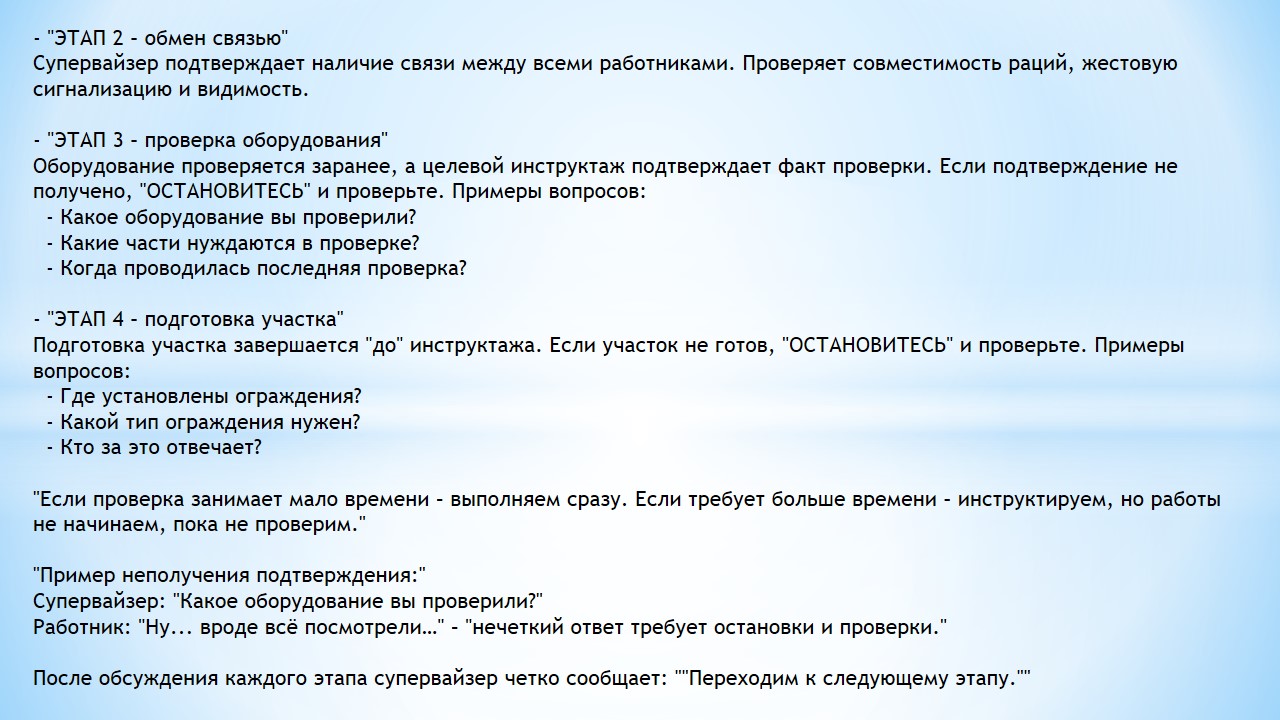 - "ЭТАП 2 – обмен связью"
Супервайзер подтверждает наличие связи между всеми работниками. Проверяет совместимость раций, жестовую
сигнализацию и видимость.
- "ЭТАП 3 – проверка оборудования"
Оборудование проверяется заранее, а целевой инструктаж подтверждает факт проверки. Если подтверждение не
получено, "ОСТАНОВИТЕСЬ" и проверьте. Примеры вопросов:
- Какое оборудование вы проверили?
- Какие части нуждаются в проверке?
- Когда проводилась последняя проверка?
- "ЭТАП 4 – подготовка участка"
Подготовка участка завершается "до" инструктажа. Если участок не готов, "ОСТАНОВИТЕСЬ" и проверьте. Примеры
вопросов:
- Где установлены ограждения?
- Какой тип ограждения нужен?
- Кто за это отвечает?
"Если проверка занимает мало времени – выполняем сразу. Если требует больше времени – инструктируем, но работы
не начинаем, пока не проверим."
"Пример неполучения подтверждения:"
Супервайзер: "Какое оборудование вы проверили?"
Работник: "Ну... вроде всё посмотрели…" – "нечеткий ответ требует остановки и проверки."
После обсуждения каждого этапа супервайзер четко сообщает: ""Переходим к следующему этапу.""